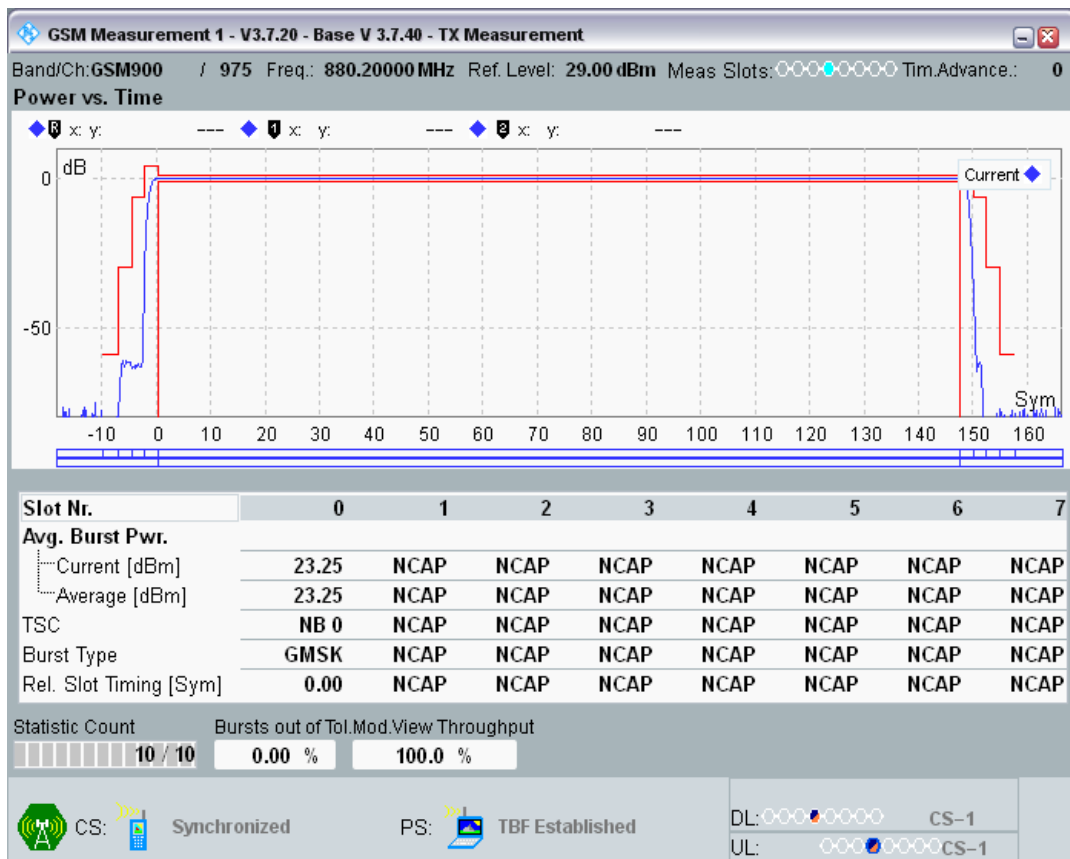 GSM Measurement 1 - V3.7.20 - Base V 3.7.40 - TX Measurement
Band/Ch:GSM900 / 975 Freq.: 880.20000 MHz Ref. Level: 29.00 dBm Meas Slots: Tim.Advance.: 0
Power vs. Time
R x: y: --- 1 x: y: --- 2 x: y: ---
dB
Current
0
-50
Sym
-10 0 10 20 30 40 50 60 70 80 90 100 110 120 130 140 150 160
Slot Nr. 0 1 2 3 4 5 6 7
Avg. Burst Pwr.
Current [dBm] 23.25 NCAP NCAP NCAP NCAP NCAP NCAP NCAP
Average [dBm] 23.25 NCAP NCAP NCAP NCAP NCAP NCAP NCAP
TSC NB 0 NCAP NCAP NCAP NCAP NCAP NCAP NCAP
Burst Type GMSK NCAP NCAP NCAP NCAP NCAP NCAP NCAP
Rel. Slot Timing [Sym] 0.00 NCAP NCAP NCAP NCAP NCAP NCAP NCAP
Statistic Count Bursts out of Tol.Mod.View Throughput
10 / 10 0.00 % 100.0 %
CS: Synchronized PS: TBF Established
DL: CS-1
UL: CS-1